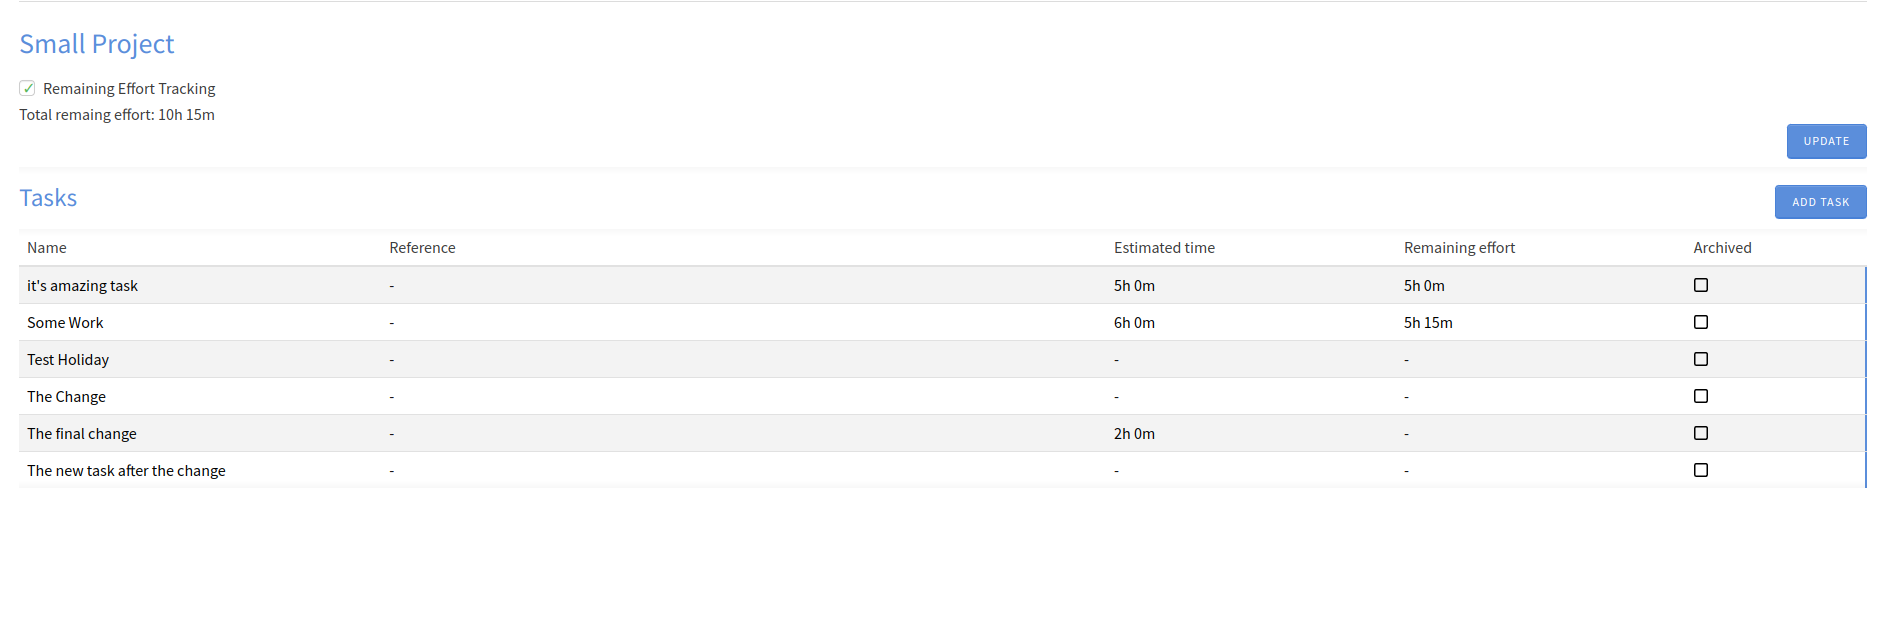 Small Project
Remaining Effort Tracking
Total remaing effort: 10h 15m
UPDATE
Tasks
ADD TASK
Name Reference Estimated time Remaining effort Archived
it's amazing task - 5h 0m 5h 0m
Some Work - 6h 0m 5h 15m
Test Holiday - - -
The Change - - -
The final change - 2h 0m -
The new task after the change - - -